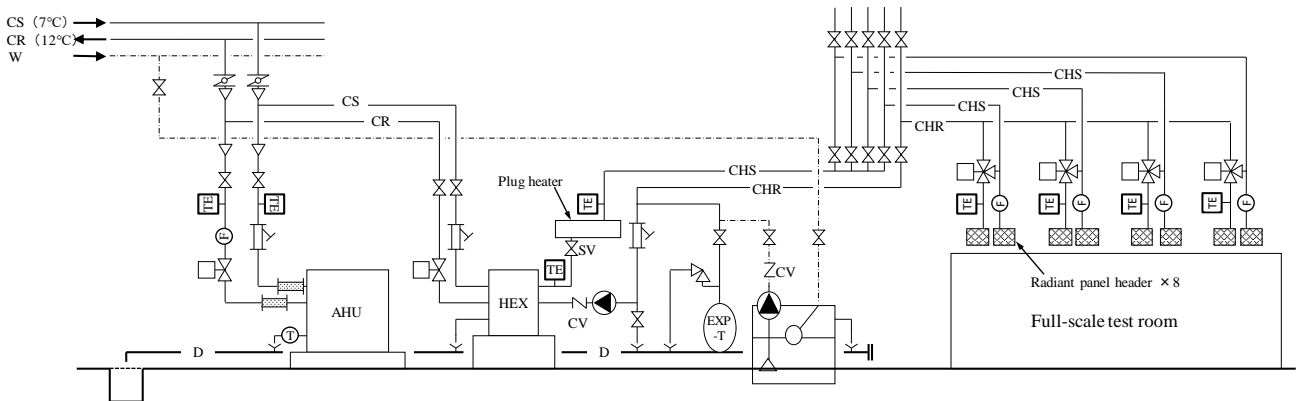 CS (7℃)
CR (12℃)
W
CS
CR
CHS
CHS
CHS
CHR
CHS
CHR
Plug heater
TE
TE
TE
SV
TE
F
TE
F
TE
F
TE
F
TE
F
CV
CV
AHU
HEX
EXP
-T
T
D
D
Radiant panel header ×8
Full-scale test room